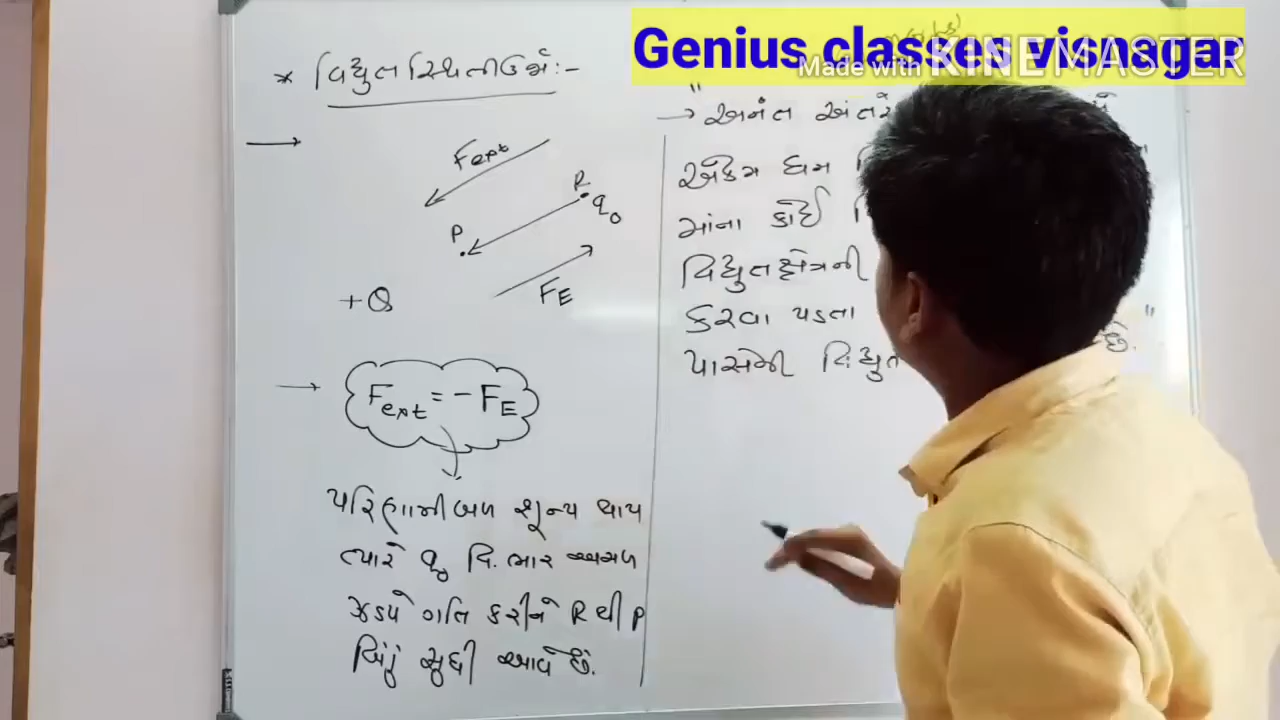 Genius classes visnagar
Made with KINEMASTER
* વિદ્યુત સ્થિતીઉર્જા :-
→
Fext
R
q₀
P
FE
+Q
→ Fext = - FE
પરિણામી બળ શૂન્ય થાય
ત્યારે q₀ વિ. ભાર અચળ
ઝડપે ગતિ કરીને R થી P
બિંદું સુધી આવે છે.
"
→ અનંત અંતરે
એકમ ધન
માંના કોઈ
વિદ્યુતક્ષેત્રની
કરવા પડતા "
પાસેની વિદ્યુત છે.